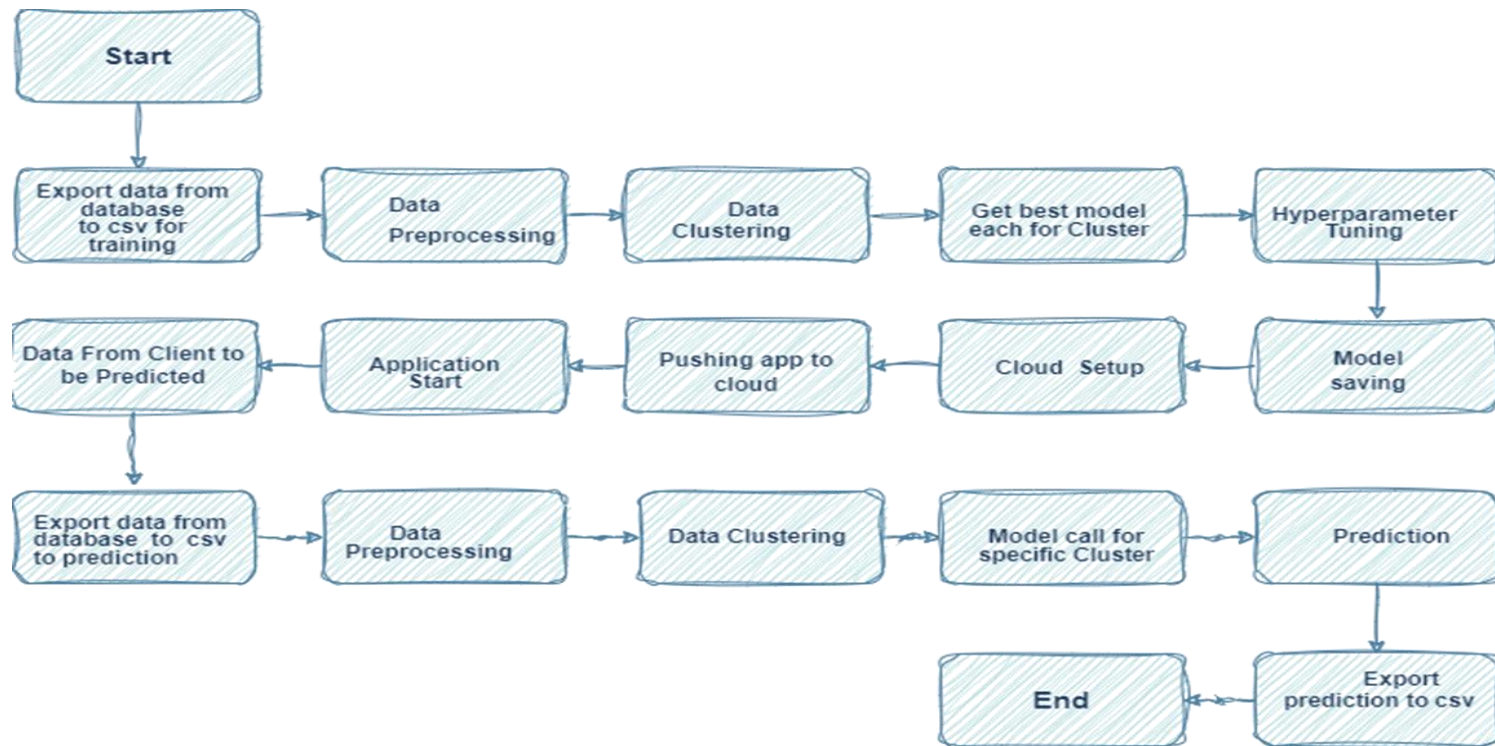 Start
Export data from
database
to csv for
training
Data
Preprocessing
Data
Clustering
Get best model
each for Cluster
Hyperparameter
Tuning
Data From Client to
be Predicted
Application
Start
Pushing app to
cloud
Cloud Setup
Model
saving
Export data from
database to csv
to prediction
Data
Preprocessing
Data Clustering
Model call for
specific Cluster
Prediction
End
Export
prediction to csv